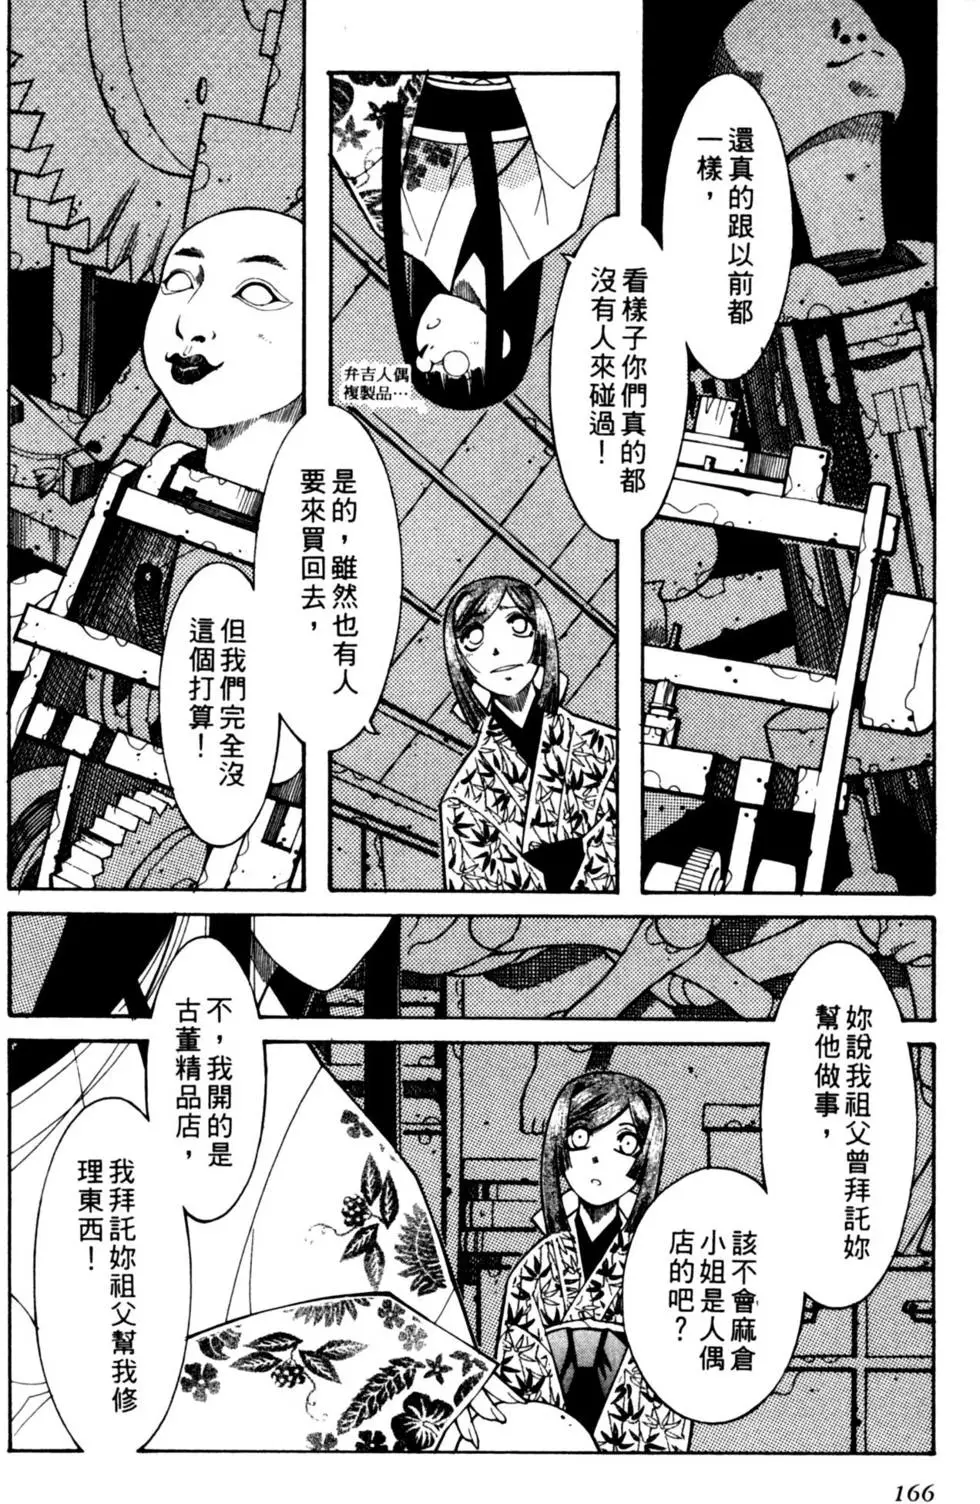 還真的跟以前都
一樣，
看樣子你們真的都
沒有人來碰過！
弁吉人偶
複製品…
是的，雖然也有人
要來買回去，
但我們完全沒
這個打算！
妳說我祖父曾拜託妳
幫他做事，
該不會麻倉
小姐是人偶
店的吧？
不，我開的是
古董精品店，
我拜託妳祖父幫我修
理東西！
166